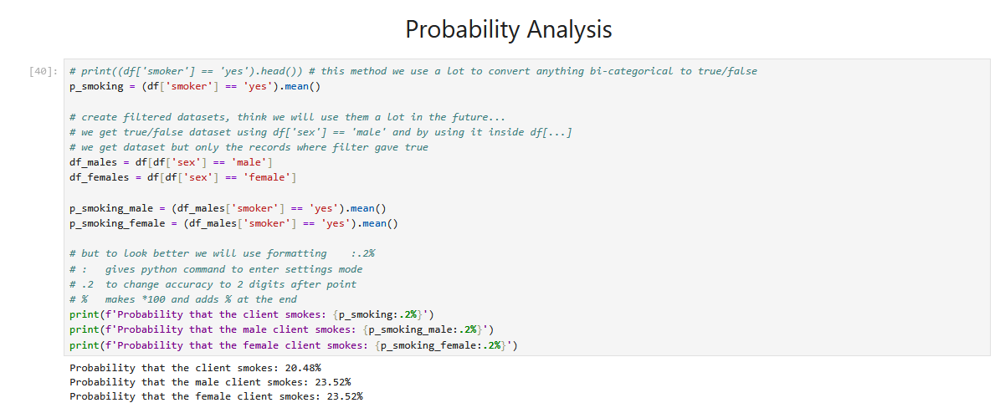 Probability Analysis
[40]: # print((df['smoker'] == 'yes').head()) # this method we use a lot to convert anything bi-categorical to true/false
p_smoking = (df['smoker'] == 'yes').mean()
# create filtered datasets, think we will use them a lot in the future...
# we get true/false dataset using df['sex'] == 'male' and by using it inside df[...]
# we get dataset but only the records where filter gave true
df_males = df[df['sex'] == 'male']
df_females = df[df['sex'] == 'female']
p_smoking_male = (df_males['smoker'] == 'yes').mean()
p_smoking_female = (df_males['smoker'] == 'yes').mean()
# but to look better we will use formatting    :.2%
# :   gives python command to enter settings mode
# .2  to change accuracy to 2 digits after point
# %   makes *100 and adds % at the end
print(f'Probability that the client smokes: {p_smoking:.2%}')
print(f'Probability that the male client smokes: {p_smoking_male:.2%}')
print(f'Probability that the female client smokes: {p_smoking_female:.2%}')
Probability that the client smokes: 20.48%
Probability that the male client smokes: 23.52%
Probability that the female client smokes: 23.52%